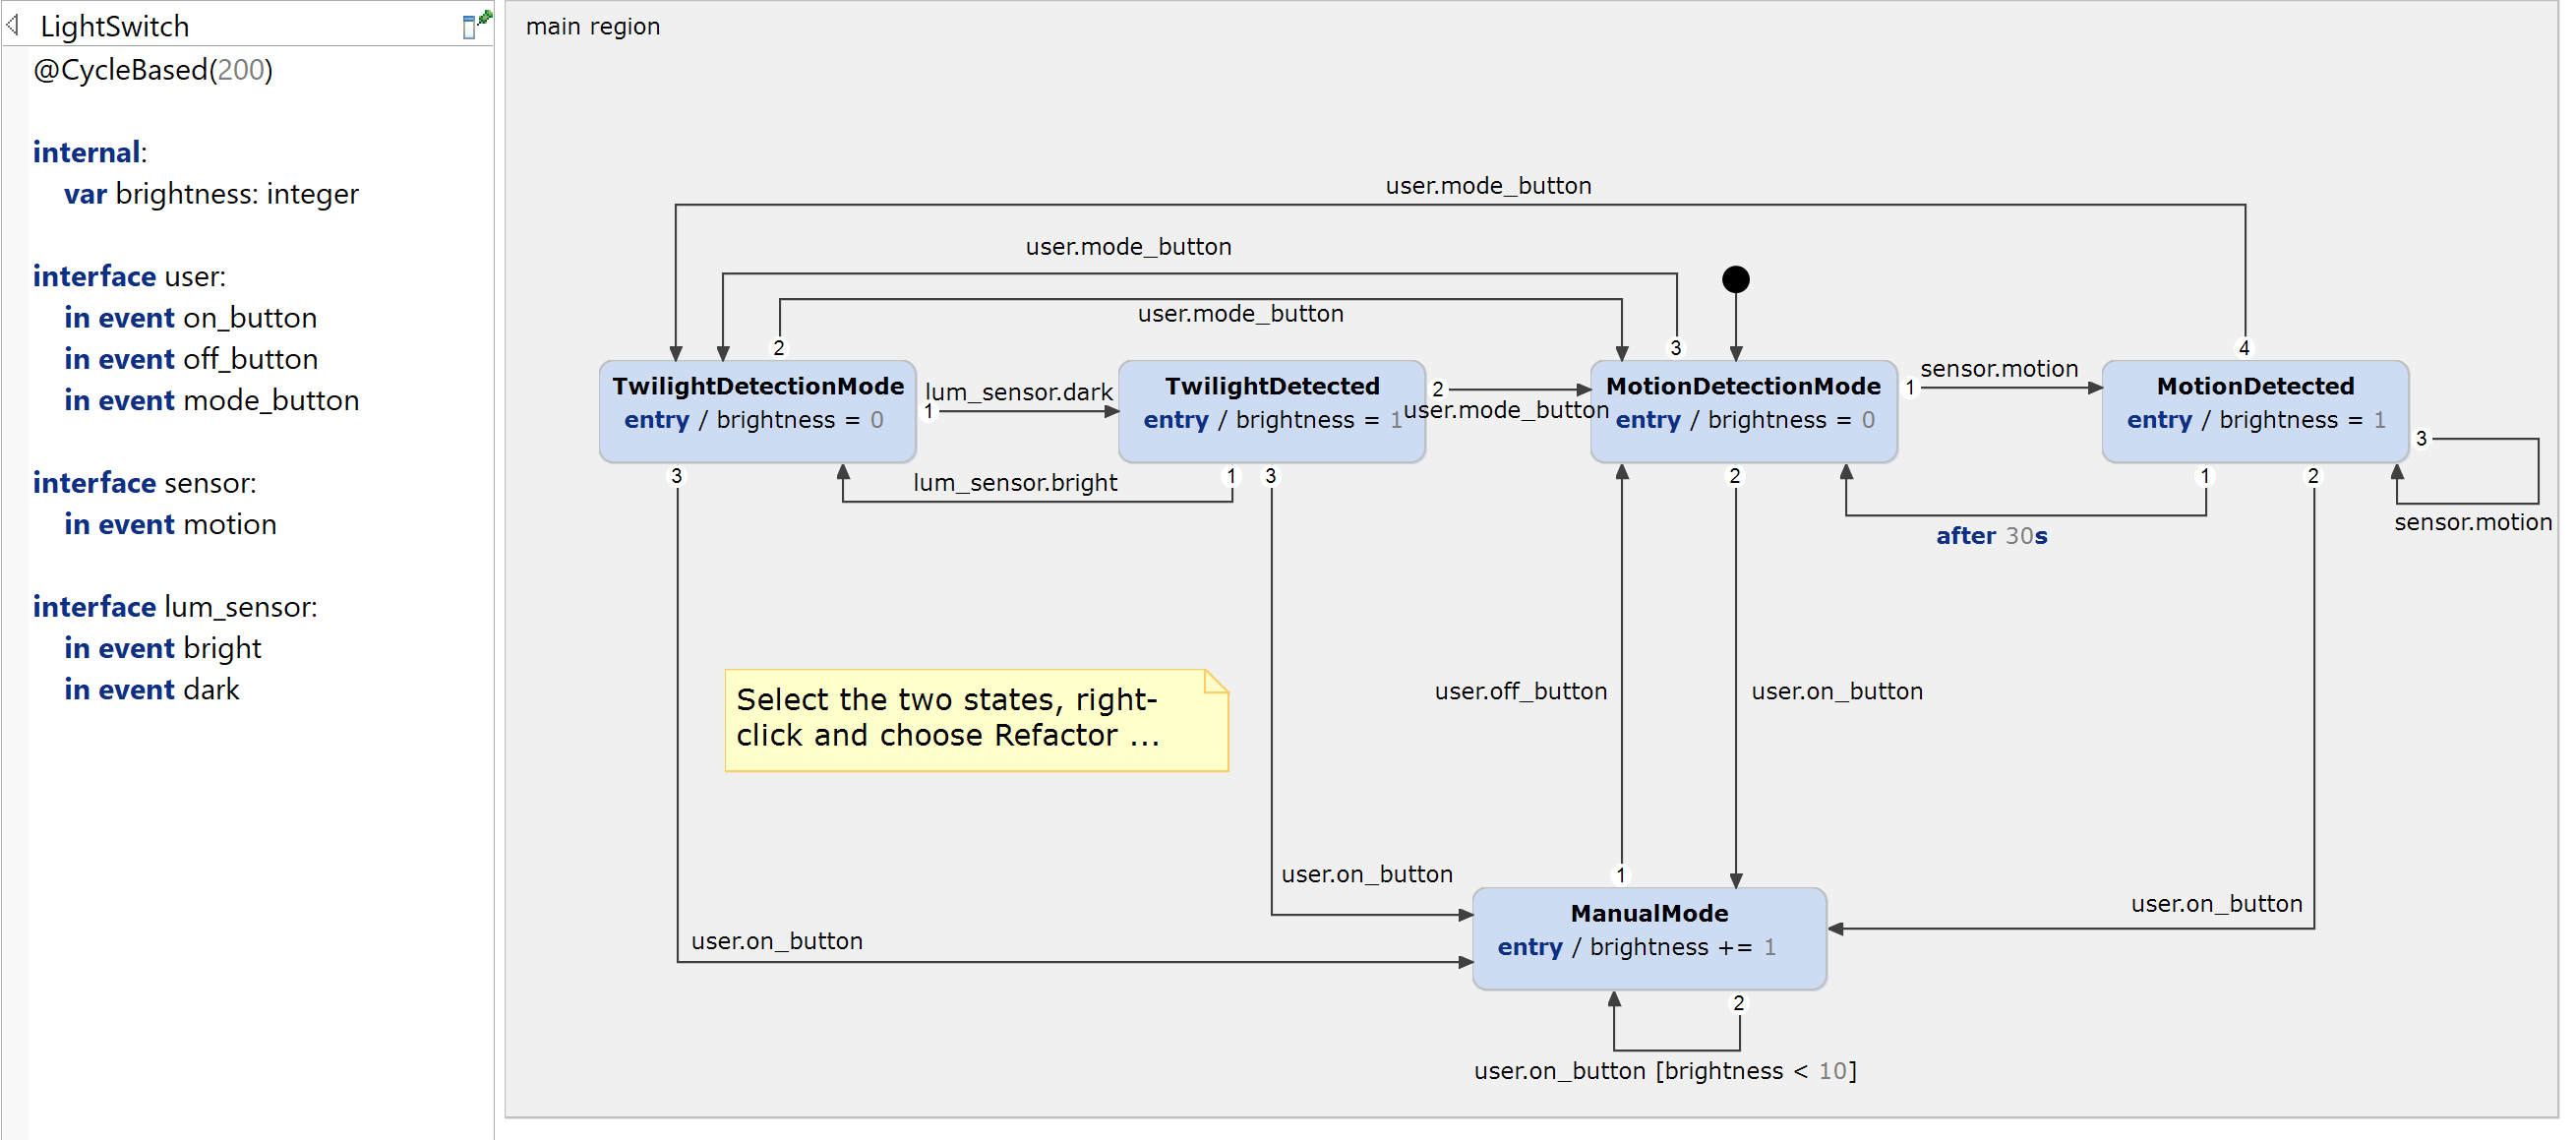 LightSwitch
@CycleBased(200)
internal:
var brightness: integer
interface user:
in event on_button
in event off_button
in event mode_button
interface sensor:
in event motion
interface lum_sensor:
in event bright
in event dark
main region
user.mode_button
user.mode_button
user.mode_button
2
3
4
TwilightDetectionMode
entry / brightness = 0
1
lum_sensor.dark
TwilightDetected
entry / brightness = 1
2
user.mode_button
MotionDetectionMode
entry / brightness = 0
1
sensor.motion
MotionDetected
entry / brightness = 1
3
sensor.motion
3
lum_sensor.bright
1
3
2
1
2
after 30s
Select the two states, right-
click and choose Refactor ...
user.off_button
user.on_button
user.on_button
1
user.on_button
user.on_button
ManualMode
entry / brightness += 1
2
user.on_button [brightness < 10]